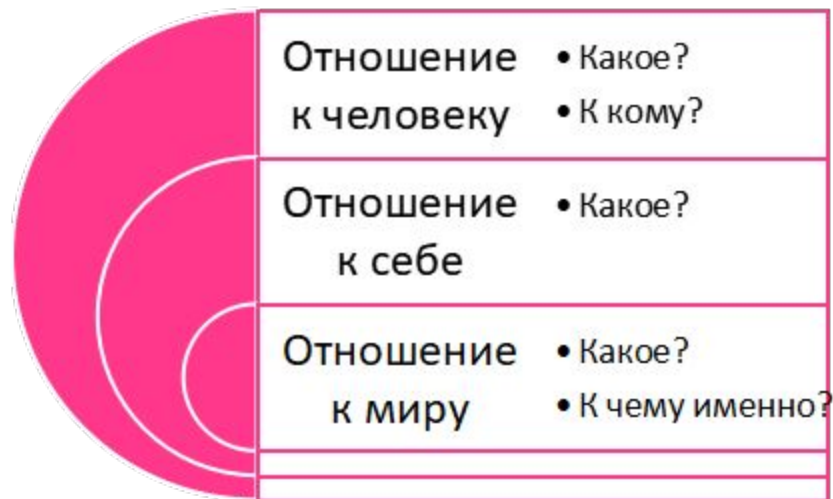 Отношение
к человеку
• Какое?
• К кому?
Отношение
к себе
• Какое?
Отношение
к миру
• Какое?
• К чему именно?